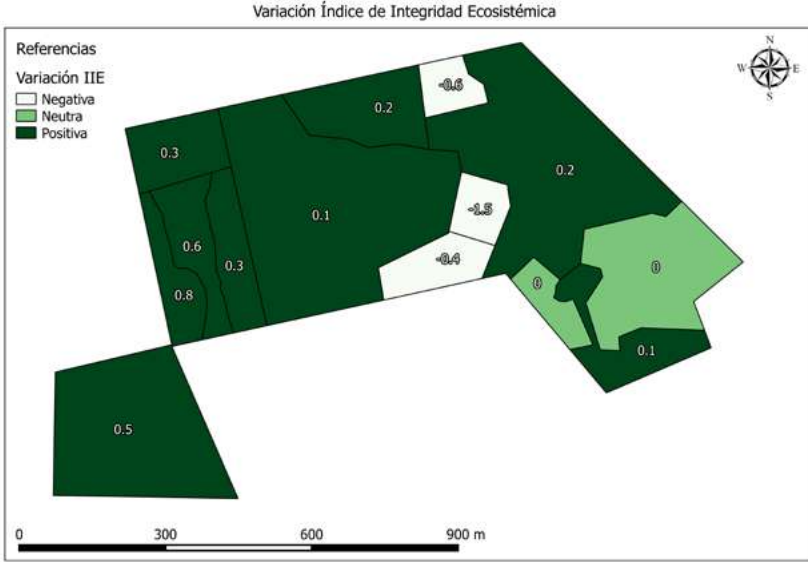 Variación Índice de Integridad Ecosistémica
Referencias
Variación IIE
Negativa
Neutra
Positiva
N
W E
S
-0.6
0.2
0.3
0.2
-1.5
0.1
0.6
0.3
-0.4
0
0
0.8
0.1
0.5
0 300 600 900 m